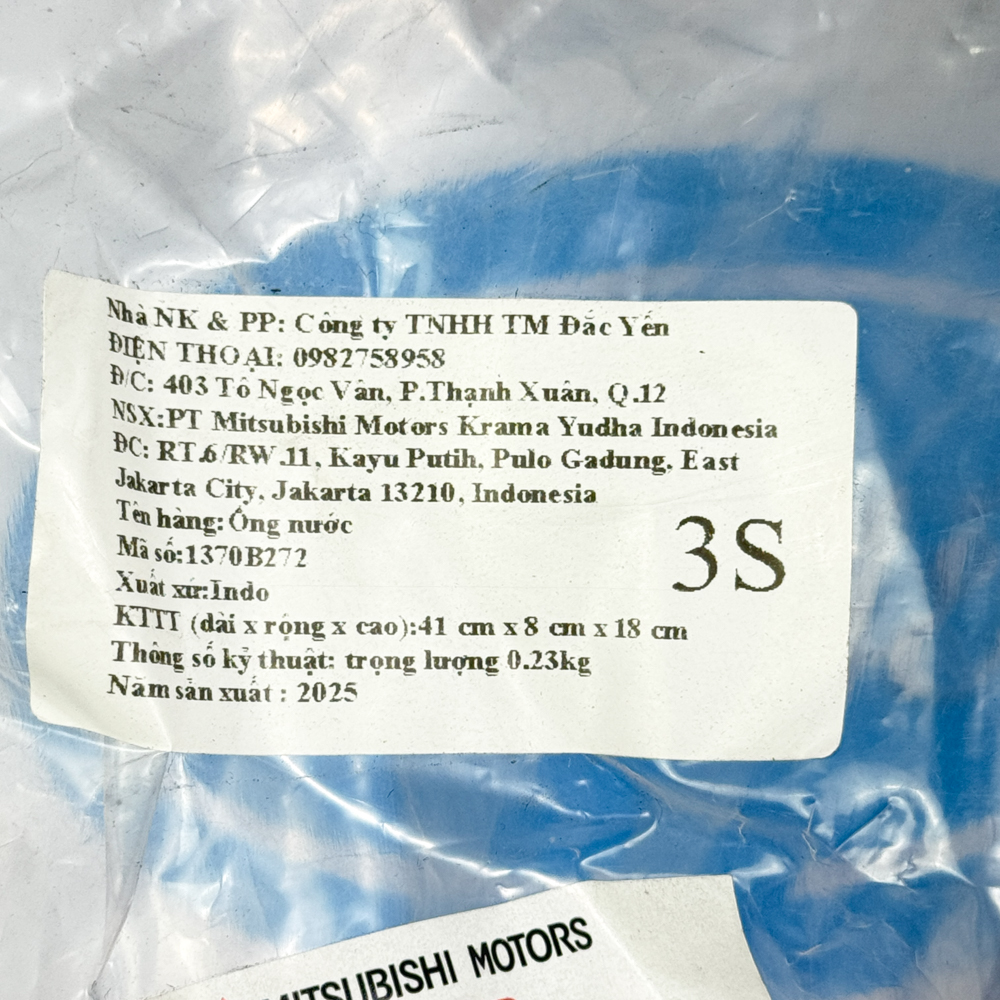 Nhà NK & PP: Công ty TNHH TM Đắc Yến
ĐIỆN THOẠI: 0982758958
Đ/C: 403 Tô Ngọc Vân, P.Thạnh Xuân, Q.12
NSX:PT Mitsubishi Motors Krama Yudha Indonesia
ĐC: RT.6/RW.11, Kayu Putih, Pulo Gadung, East
Jakarta City, Jakarta 13210, Indonesia
Tên hàng: Ống nước
Mã số:1370B272
Xuất xứ:Indo
3S
KTTT (dài x rộng x cao):41 cm x 8 cm x 18 cm
Thông số kỹ thuật: trọng lượng 0.23kg
Năm sản xuất : 2025
MITSUBISHI MOTORS